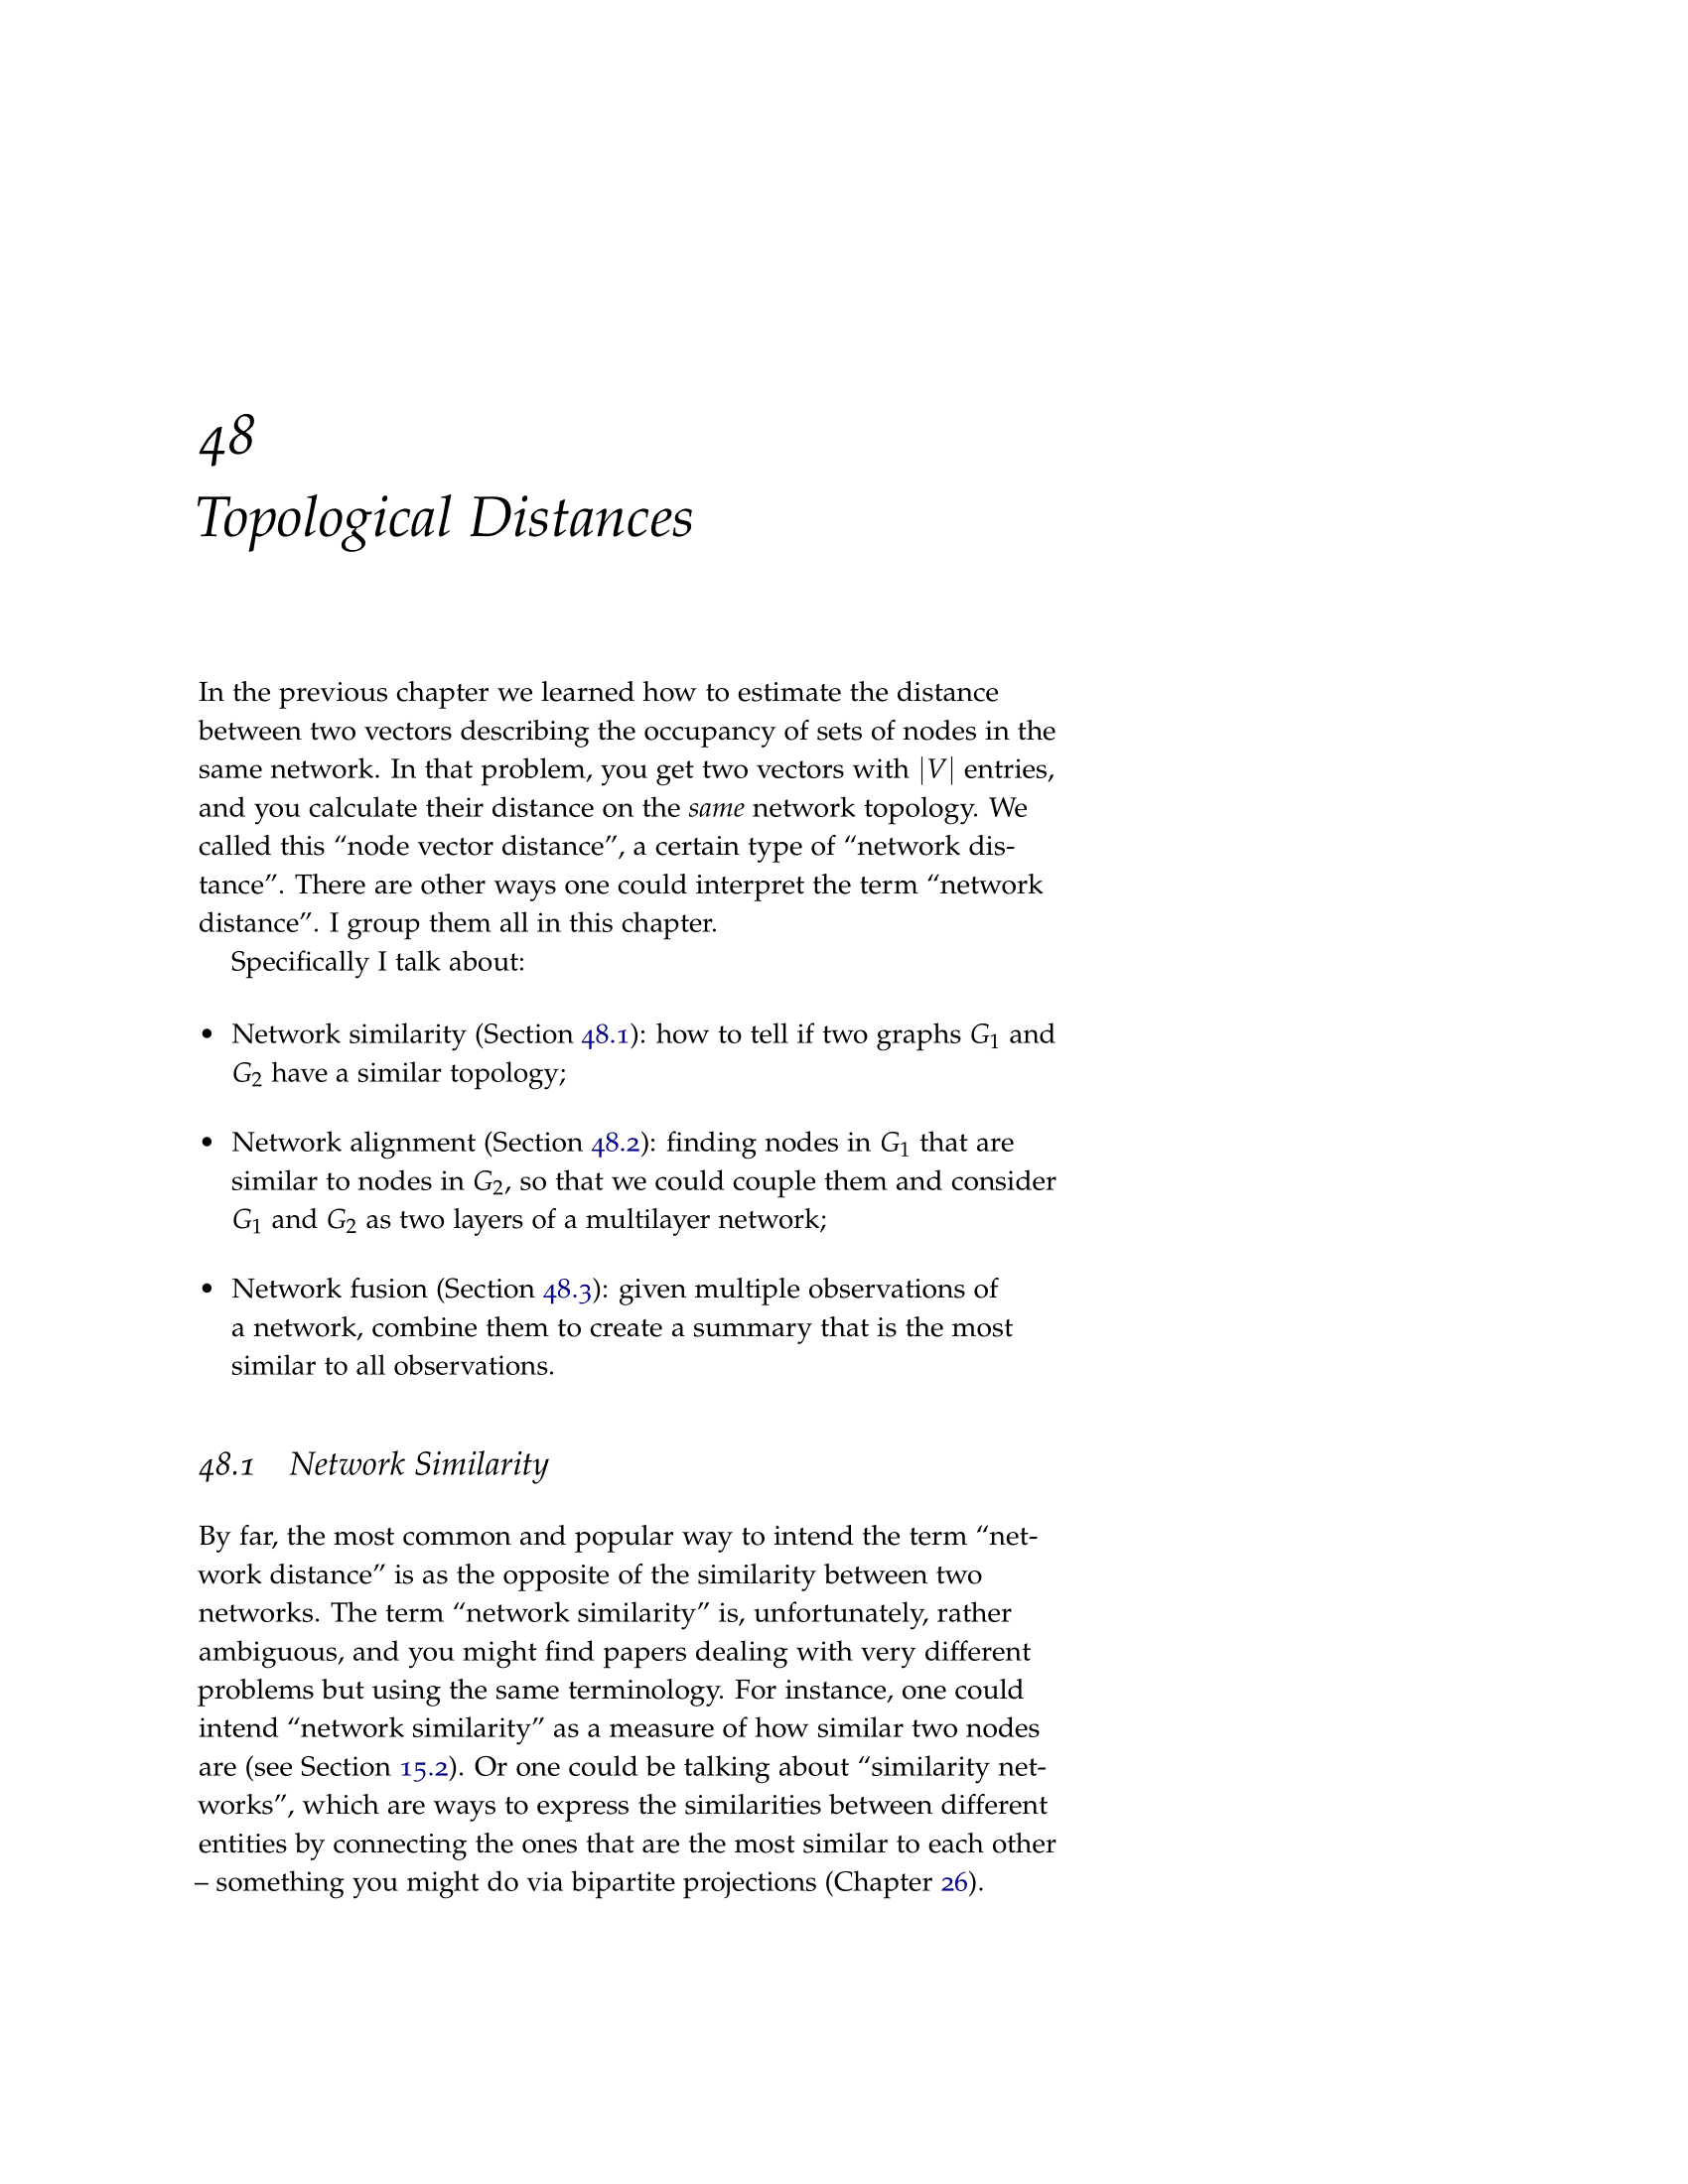 48
Topological Distances
In the previous chapter we learned how to estimate the distance
between two vectors describing the occupancy of sets of nodes in the
same network. In that problem, you get two vectors with |V| entries,
and you calculate their distance on the same network topology. We
called this “node vector distance”, a certain type of “network dis-
tance”. There are other ways one could interpret the term “network
distance”. I group them all in this chapter.
Specifically I talk about:
• Network similarity (Section 48.1): how to tell if two graphs G₁ and
G₂ have a similar topology;
• Network alignment (Section 48.2): finding nodes in G₁ that are
similar to nodes in G₂, so that we could couple them and consider
G₁ and G₂ as two layers of a multilayer network;
• Network fusion (Section 48.3): given multiple observations of
a network, combine them to create a summary that is the most
similar to all observations.
48.1 Network Similarity
By far, the most common and popular way to intend the term “net-
work distance” is as the opposite of the similarity between two
networks. The term “network similarity” is, unfortunately, rather
ambiguous, and you might find papers dealing with very different
problems but using the same terminology. For instance, one could
intend “network similarity” as a measure of how similar two nodes
are (see Section 15.2). Or one could be talking about “similarity net-
works”, which are ways to express the similarities between different
entities by connecting the ones that are the most similar to each other
– something you might do via bipartite projections (Chapter 26).